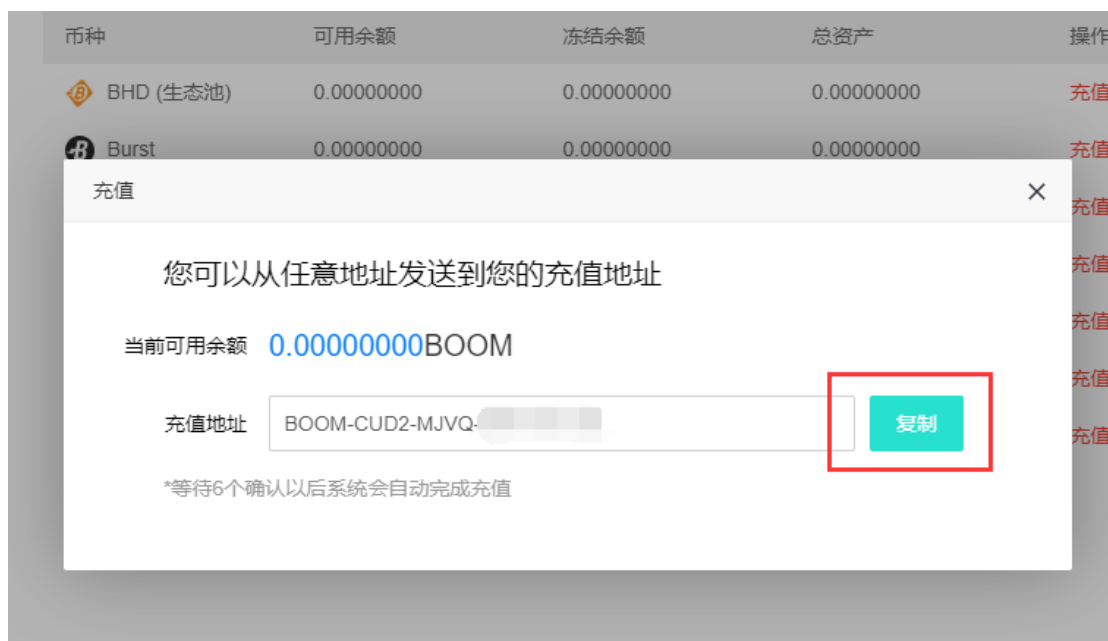 币种 可用余额 冻结余额 总资产 操作
BHD (生态池) 0.00000000 0.00000000 0.00000000 充值
Burst 0.00000000 0.00000000 0.00000000 充值
充值
充值
您可以从任意地址发送到您的充值地址
充值
当前可用余额 0.00000000BOOM
充值
充值
充值地址 BOOM-CUD2-MJVQ- 复制
充值
*等待6个确认以后系统会自动完成充值